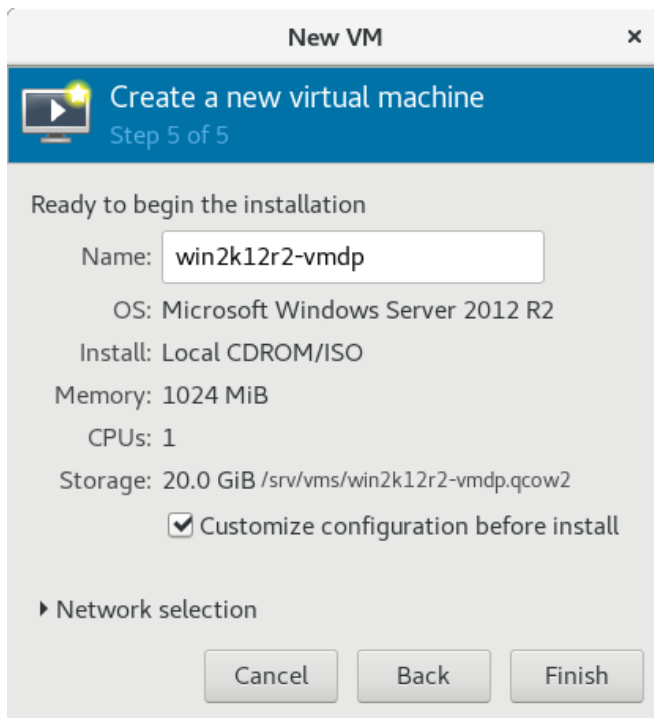 New VM ×
Create a new virtual machine
Step 5 of 5
Ready to begin the installation
Name: win2k12r2-vmdp
OS: Microsoft Windows Server 2012 R2
Install: Local CDROM/ISO
Memory: 1024 MiB
CPUs: 1
Storage: 20.0 GiB /srv/vms/win2k12r2-vmdp.qcow2
Customize configuration before install
Network selection
Cancel Back Finish